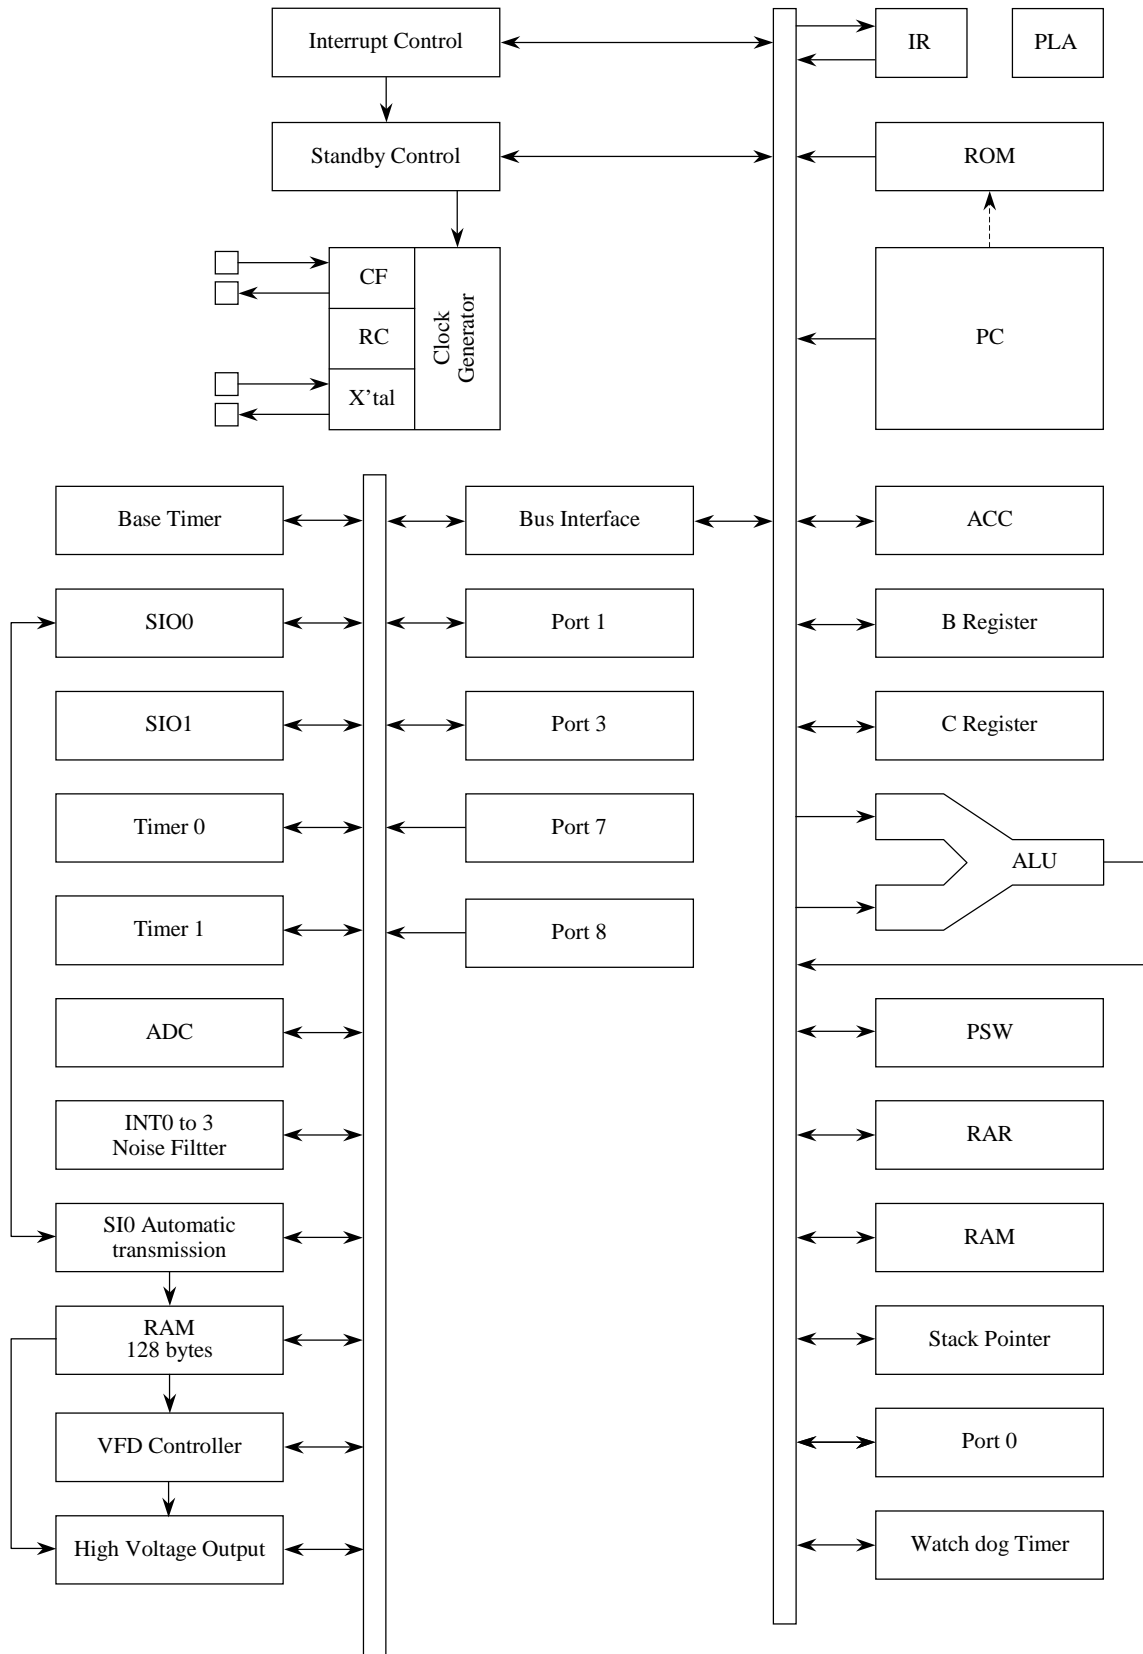 Interrupt Control
IR
PLA
Standby Control
ROM
CF
RC
X'tal
Clock
Generator
PC
Base Timer
Bus Interface
ACC
SIO0
Port 1
B Register
SIO1
Port 3
C Register
Timer 0
Port 7
ALU
Timer 1
Port 8
ADC
PSW
INT0 to 3
Noise Filtter
RAR
SI0 Automatic
transmission
RAM
RAM
128 bytes
Stack Pointer
VFD Controller
Port 0
High Voltage Output
Watch dog Timer